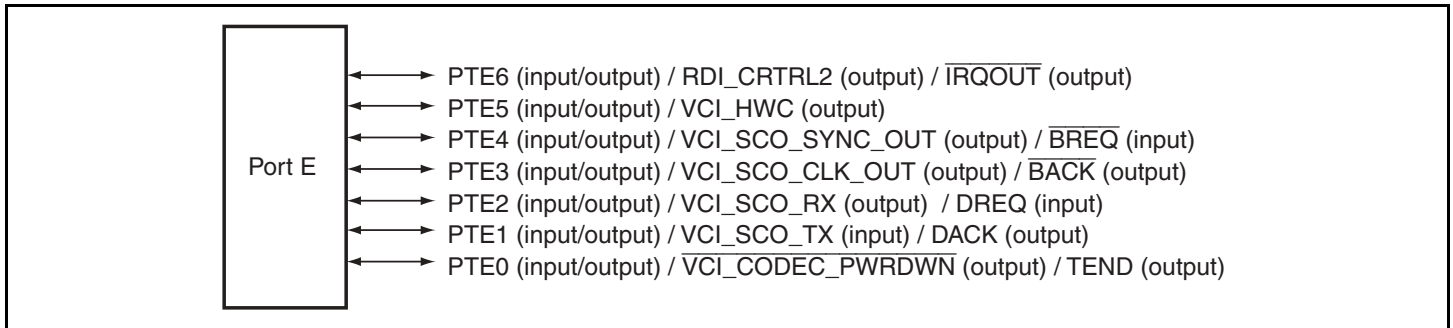 Port E
PTE6 (input/output) / RDI_CRTRL2 (output) / IRQOUT (output)
PTE5 (input/output) / VCI_HWC (output)
PTE4 (input/output) / VCI_SCO_SYNC_OUT (output) / BREQ (input)
PTE3 (input/output) / VCI_SCO_CLK_OUT (output) / BACK (output)
PTE2 (input/output) / VCI_SCO_RX (output) / DREQ (input)
PTE1 (input/output) / VCI_SCO_TX (input) / DACK (output)
PTE0 (input/output) / VCI_CODEC_PWRDWN (output) / TEND (output)